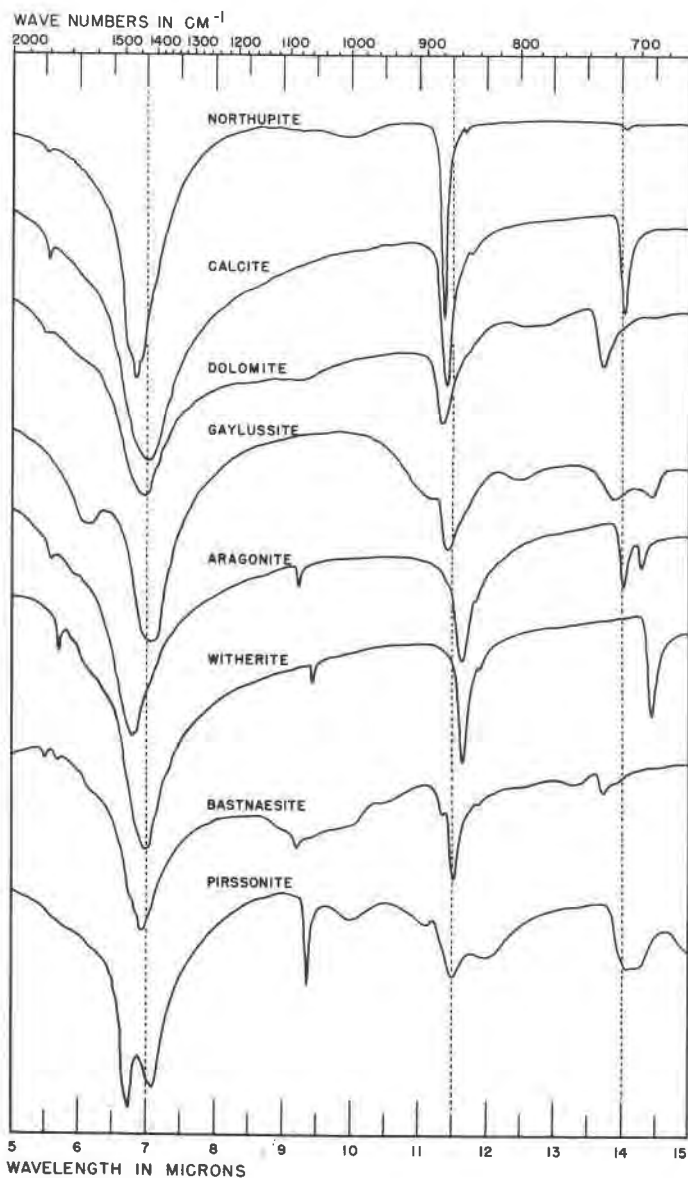 WAVE NUMBERS IN CM-1
2000 1500 1400 1300 1200 1100 1000 900 800 700
NORTHUPITE
CALCITE
DOLOMITE
GAYLUSSITE
ARAGONITE
WITHERITE
BASTNAESITE
PIRSSONITE
5 6 7 8 9 10 11 12 13 14 15
WAVELENGTH IN MICRONS